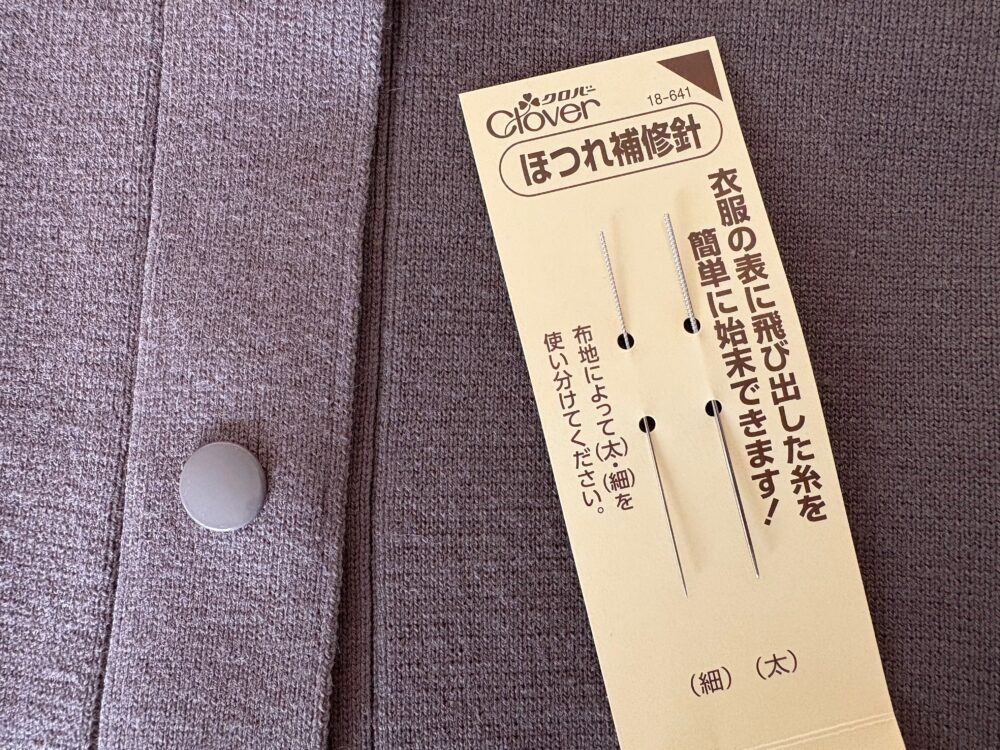 クロバー
Clover
18-641
ほつれ補修針
衣服の表に飛び出した糸を
簡単に始末できます!
布地によって(太)・(細)を
使い分けてください。
(細) (太)